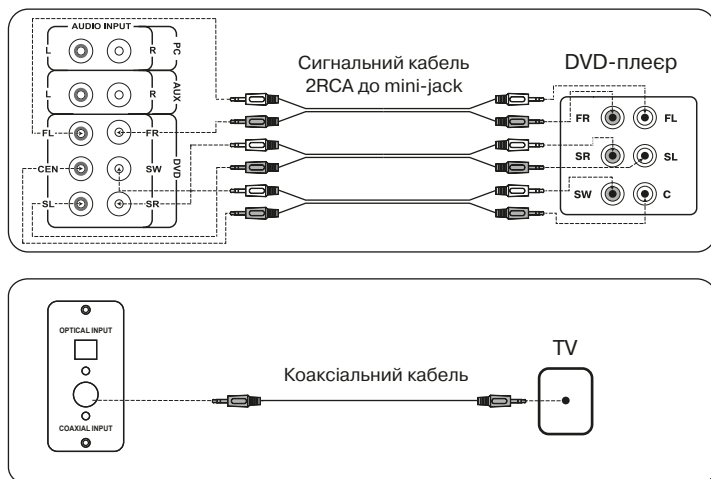 AUDIO INPUT
L R PC
L R AUX
FL FR
CEN SW DVD
SL SR
Сигнальний кабель
2RCA до mini-jack
DVD-плеєр
FR FL
SR SL
SW C
OPTICAL INPUT
COAXIAL INPUT
Коаксіальний кабель
TV